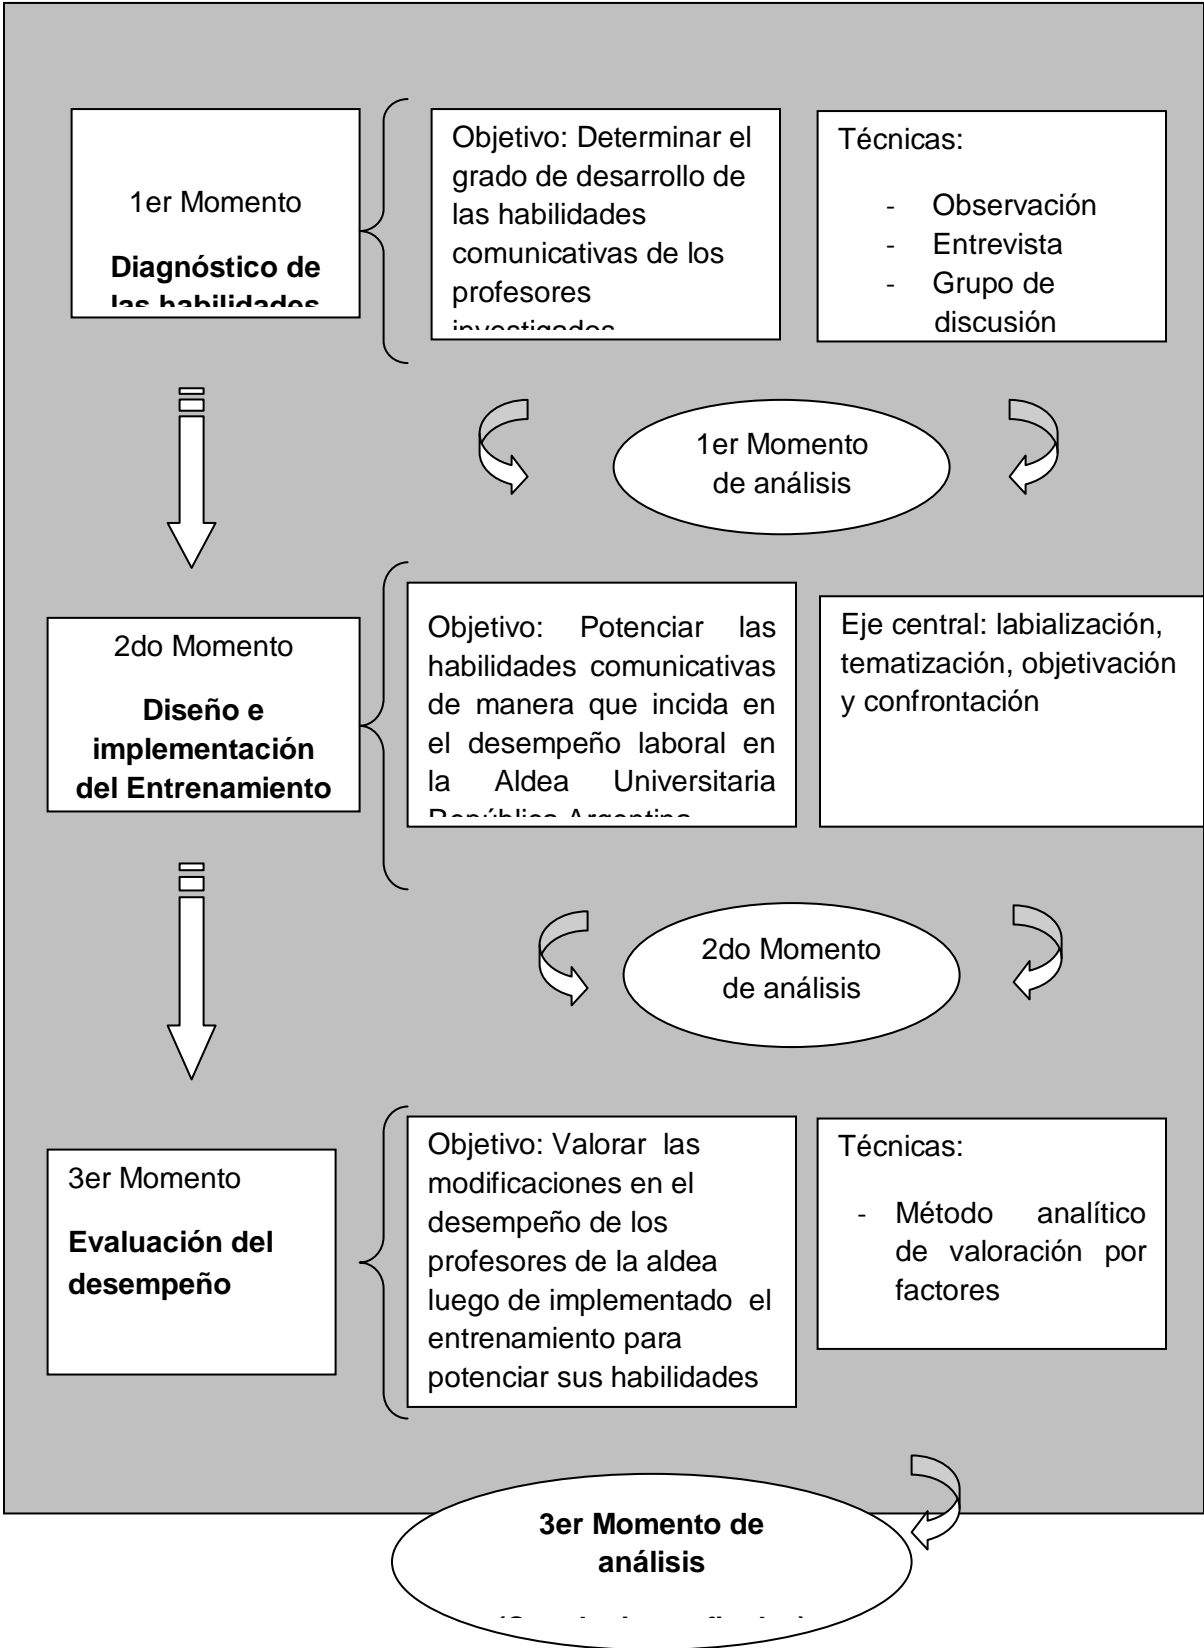 1er Momento
Diagnóstico de
las habilidades
Objetivo: Determinar el
grado de desarrollo de
las habilidades
comunicativas de los
profesores
investigados
Técnicas:
- Observación
- Entrevista
- Grupo de
discusión
1er Momento
de análisis
2do Momento
Diseño e
implementación
del Entrenamiento
Objetivo: Potenciar las
habilidades comunicativas
de manera que incida en
el desempeño laboral en
la Aldea Universitaria
República Argentina
Eje central: labialización,
tematización, objetivación
y confrontación
2do Momento
de análisis
3er Momento
Evaluación del
desempeño
Objetivo: Valorar las
modificaciones en el
desempeño de los
profesores de la aldea
luego de implementado el
entrenamiento para
potenciar sus habilidades
Técnicas:
- Método analítico
de valoración por
factores
3er Momento de
análisis